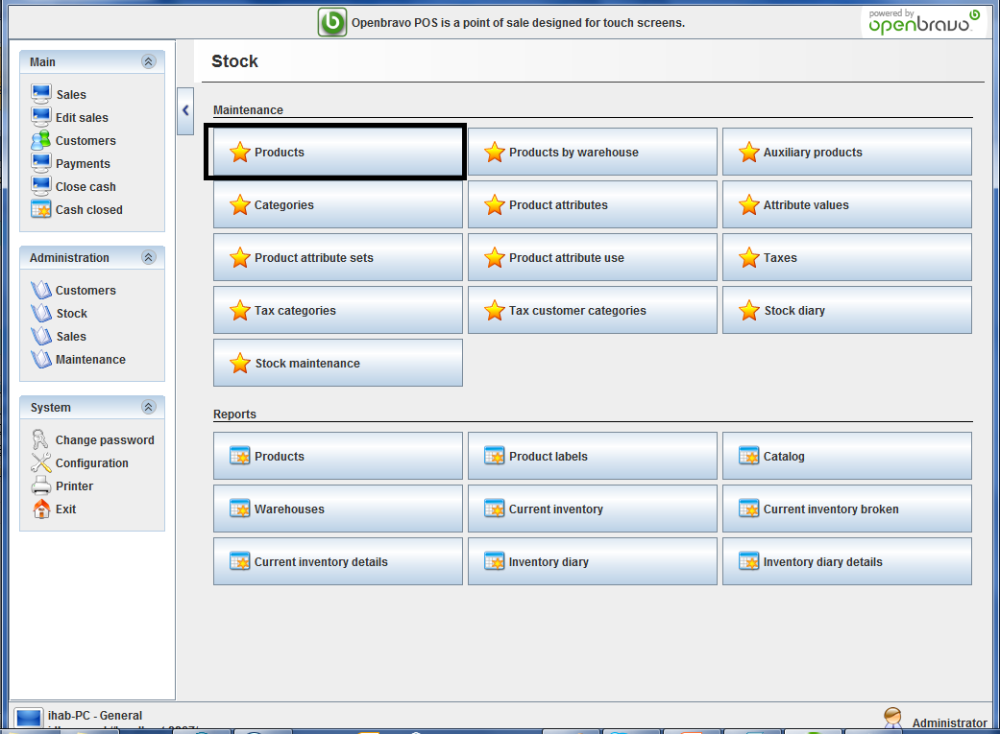 Openbravo POS is a point of sale designed for touch screens.
powered by
openbravo
Main
Sales
Edit sales
Customers
Payments
Close cash
Cash closed
Administration
Customers
Stock
Sales
Maintenance
System
Change password
Configuration
Printer
Exit
Stock
Maintenance
Products
Products by warehouse
Auxiliary products
Categories
Product attributes
Attribute values
Product attribute sets
Product attribute use
Taxes
Tax categories
Tax customer categories
Stock diary
Stock maintenance
Reports
Products
Product labels
Catalog
Warehouses
Current inventory
Current inventory broken
Current inventory details
Inventory diary
Inventory diary details
ihab-PC - General
Administrator